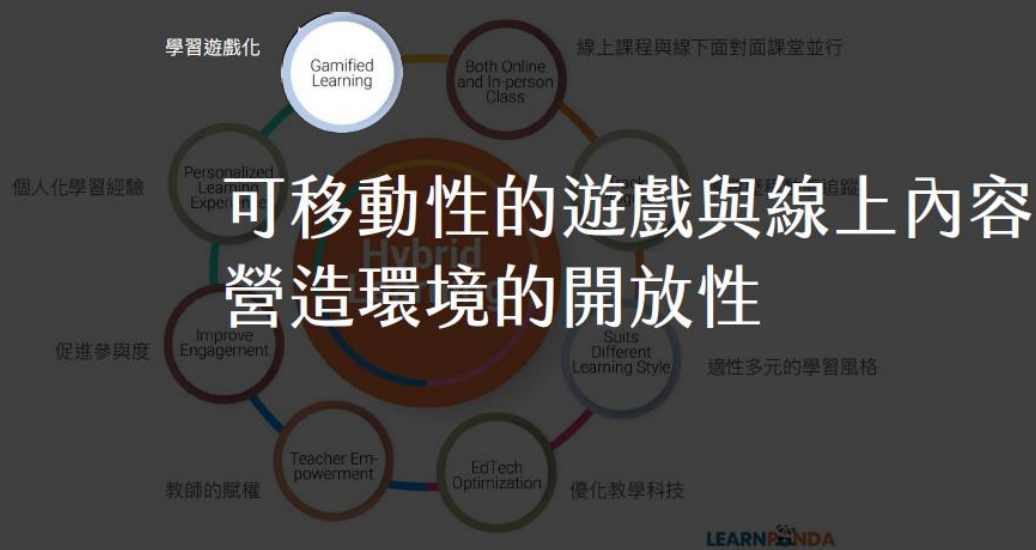 學習遊戲化
Gamified
Learning
Both Online
and In-person
Class
線上課程與線下面對面課堂並行
個人化學習經驗
Personalized
Learning
Experience
追蹤
可移動性的遊戲與線上內容
營造環境的開放性
Hybrid
促進參與度
Improve
Engagement
Suits
Different
Learning Style
適性多元的學習風格
教師的賦權
Teacher Em-
powerment
EdTech
Optimization
優化教學科技
LEARNPANDA